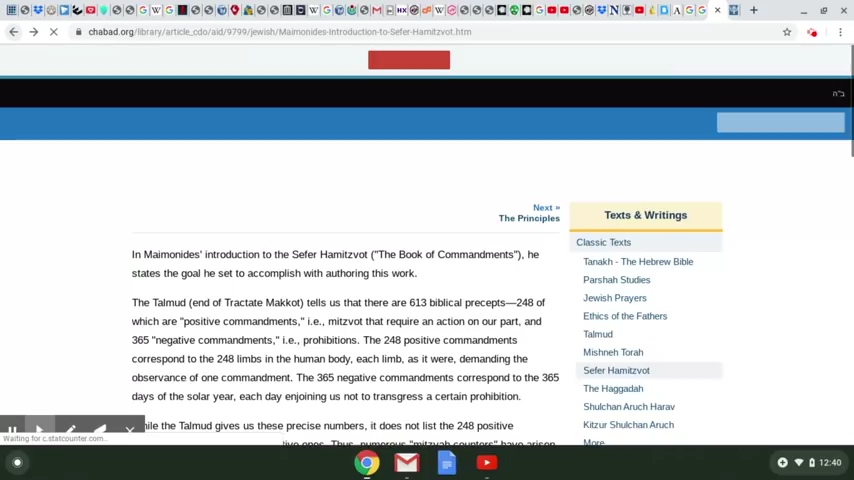 chabad.org/library/article_cdo/aid/9799/jewish/Maimonides-Introduction-to-Sefer-Hamitzvot.htm
ב"ה
Next »
The Principles
In Maimonides' introduction to the Sefer Hamitzvot ("The Book of Commandments"), he
states the goal he set to accomplish with authoring this work.
The Talmud (end of Tractate Makkot) tells us that there are 613 biblical precepts—248 of
which are "positive commandments," i.e., mitzvot that require an action on our part, and
365 "negative commandments," i.e., prohibitions. The 248 positive commandments
correspond to the 248 limbs in the human body, each limb, as it were, demanding the
observance of one commandment. The 365 negative commandments correspond to the 365
days of the solar year, each day enjoining us not to transgress a certain prohibition.
the Talmud gives us these precise numbers, it does not list the 248 positive
ones. Thus, numerous "mitzvah counters" have arisen
Texts & Writings
Classic Texts
Tanakh - The Hebrew Bible
Parshah Studies
Jewish Prayers
Ethics of the Fathers
Talmud
Mishneh Torah
Sefer Hamitzvot
The Haggadah
Shulchan Aruch Harav
Kitzur Shulchan Aruch
More
Waiting for c.statcounter.com...
12:40